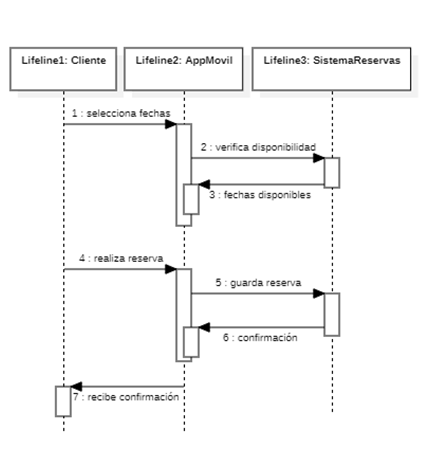 Lifeline1: Cliente
Lifeline2: AppMovil
Lifeline3: SistemaReservas
1 : selecciona fechas
2 : verifica disponibilidad
3 : fechas disponibles
4 : realiza reserva
5 : guarda reserva
6 : confirmación
7 : recibe confirmación